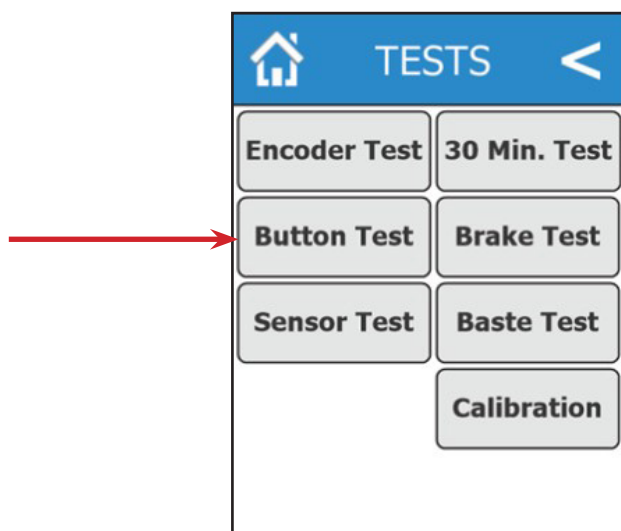 TESTS <
Encoder Test 30 Min. Test
Button Test Brake Test
Sensor Test Baste Test
Calibration